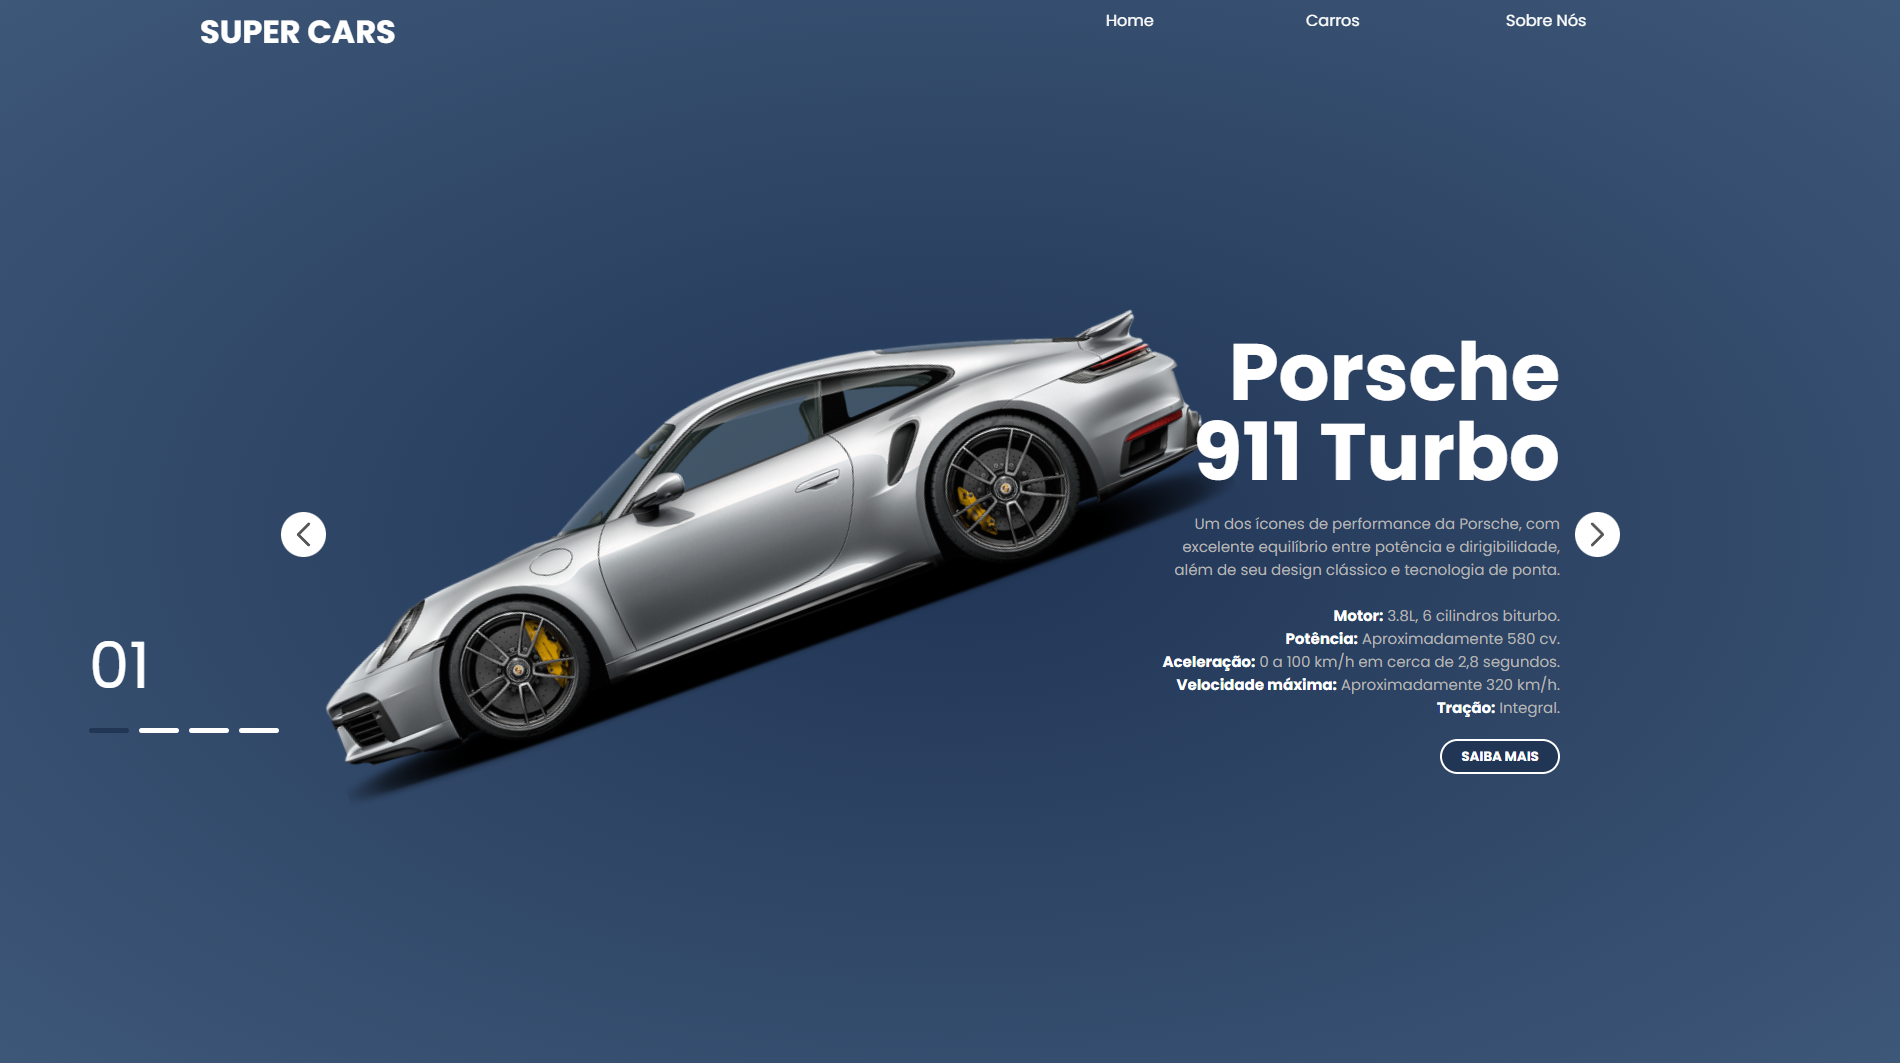 SUPER CARS
Home
Carros
Sobre Nós
Porsche
911 Turbo
Um dos ícones de performance da Porsche, com
excelente equilíbrio entre potência e dirigibilidade,
além de seu design clássico e tecnologia de ponta.
Motor: 3.8L, 6 cilindros biturbo.
Potência: Aproximadamente 580 cv.
Aceleração: 0 a 100 km/h em cerca de 2,8 segundos.
Velocidade máxima: Aproximadamente 320 km/h.
Tração: Integral.
SAIBA MAIS
01